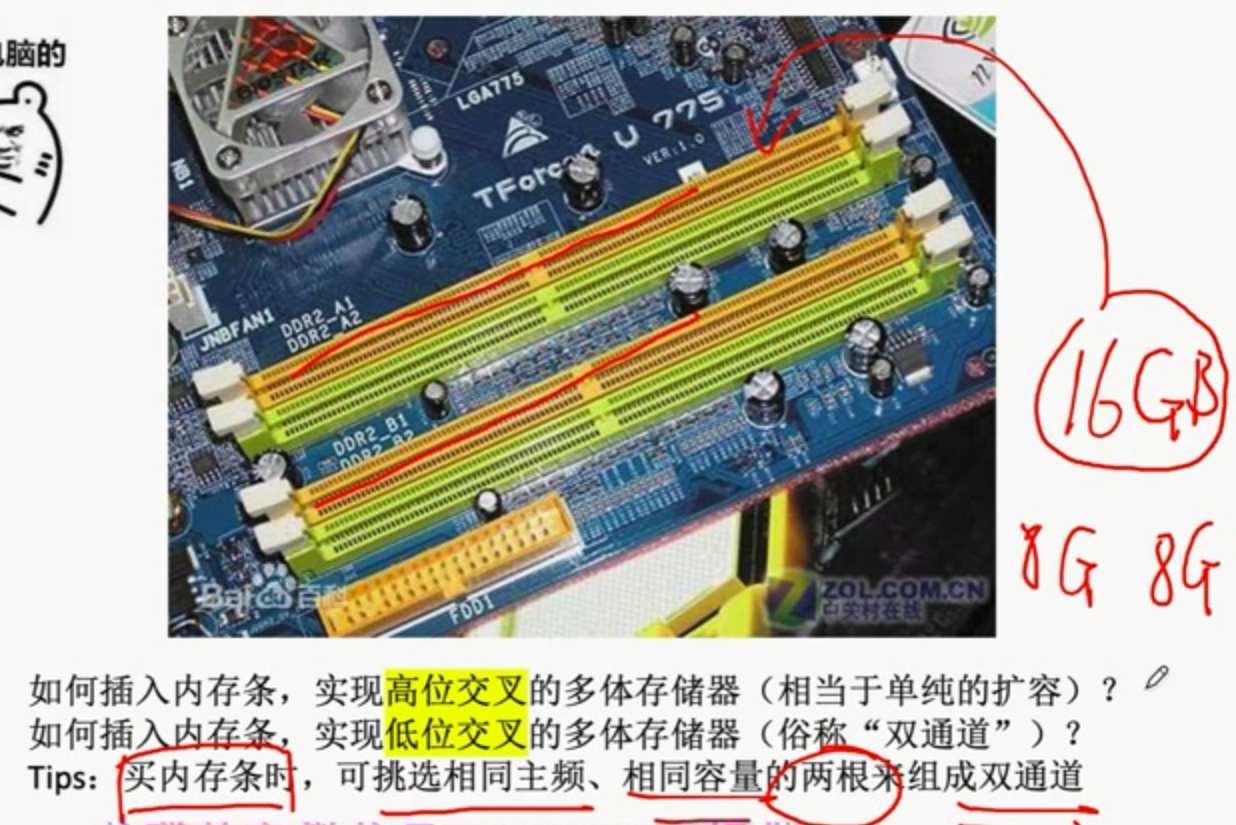 电脑的
LGA775
TForce U 775
VER:1.0
NB1
JNBFAN1
DDR2_A1
DDR2_A2
DDR2_B1
DDR2_B2
16GB
8G 8G
FDD1
Baidu百科
ZOL.COM.CN
中关村在线
如何插入内存条，实现高位交叉的多体存储器（相当于单纯的扩容）？
如何插入内存条，实现低位交叉的多体存储器（俗称“双通道”）？
Tips：买内存条时，可挑选相同主频、相同容量的两根来组成双通道